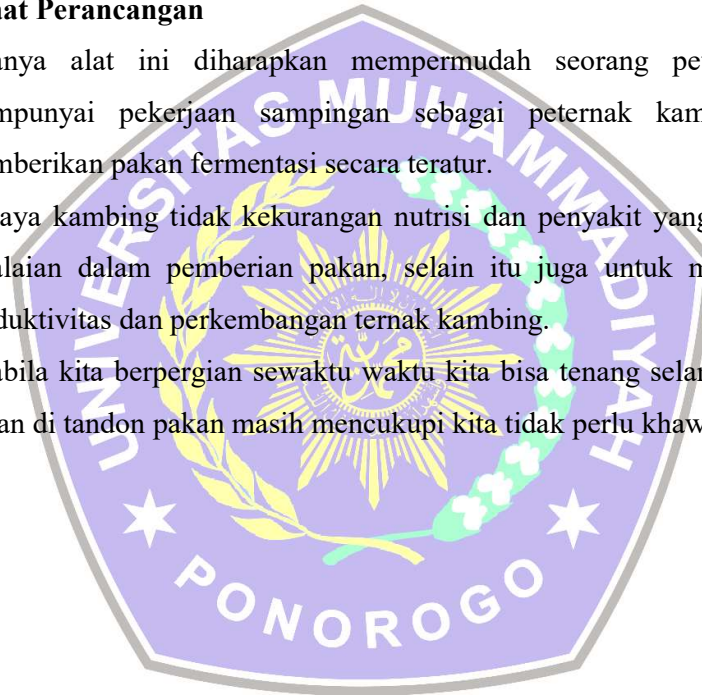 aat Perancangan
anya alat ini diharapkan mempermudah seorang pet
mpunyai pekerjaan sampingan sebagai peternak kam
mberikan pakan fermentasi secara teratur.
aya kambing tidak kekurangan nutrisi dan penyakit yang
alaian dalam pemberian pakan, selain itu juga untuk m
duktivitas dan perkembangan ternak kambing.
abila kita berpergian sewaktu waktu kita bisa tenang selan
an di tandon pakan masih mencukupi kita tidak perlu khaw
UNIVERSITAS MUHAMMADIYAH
PONOROGO